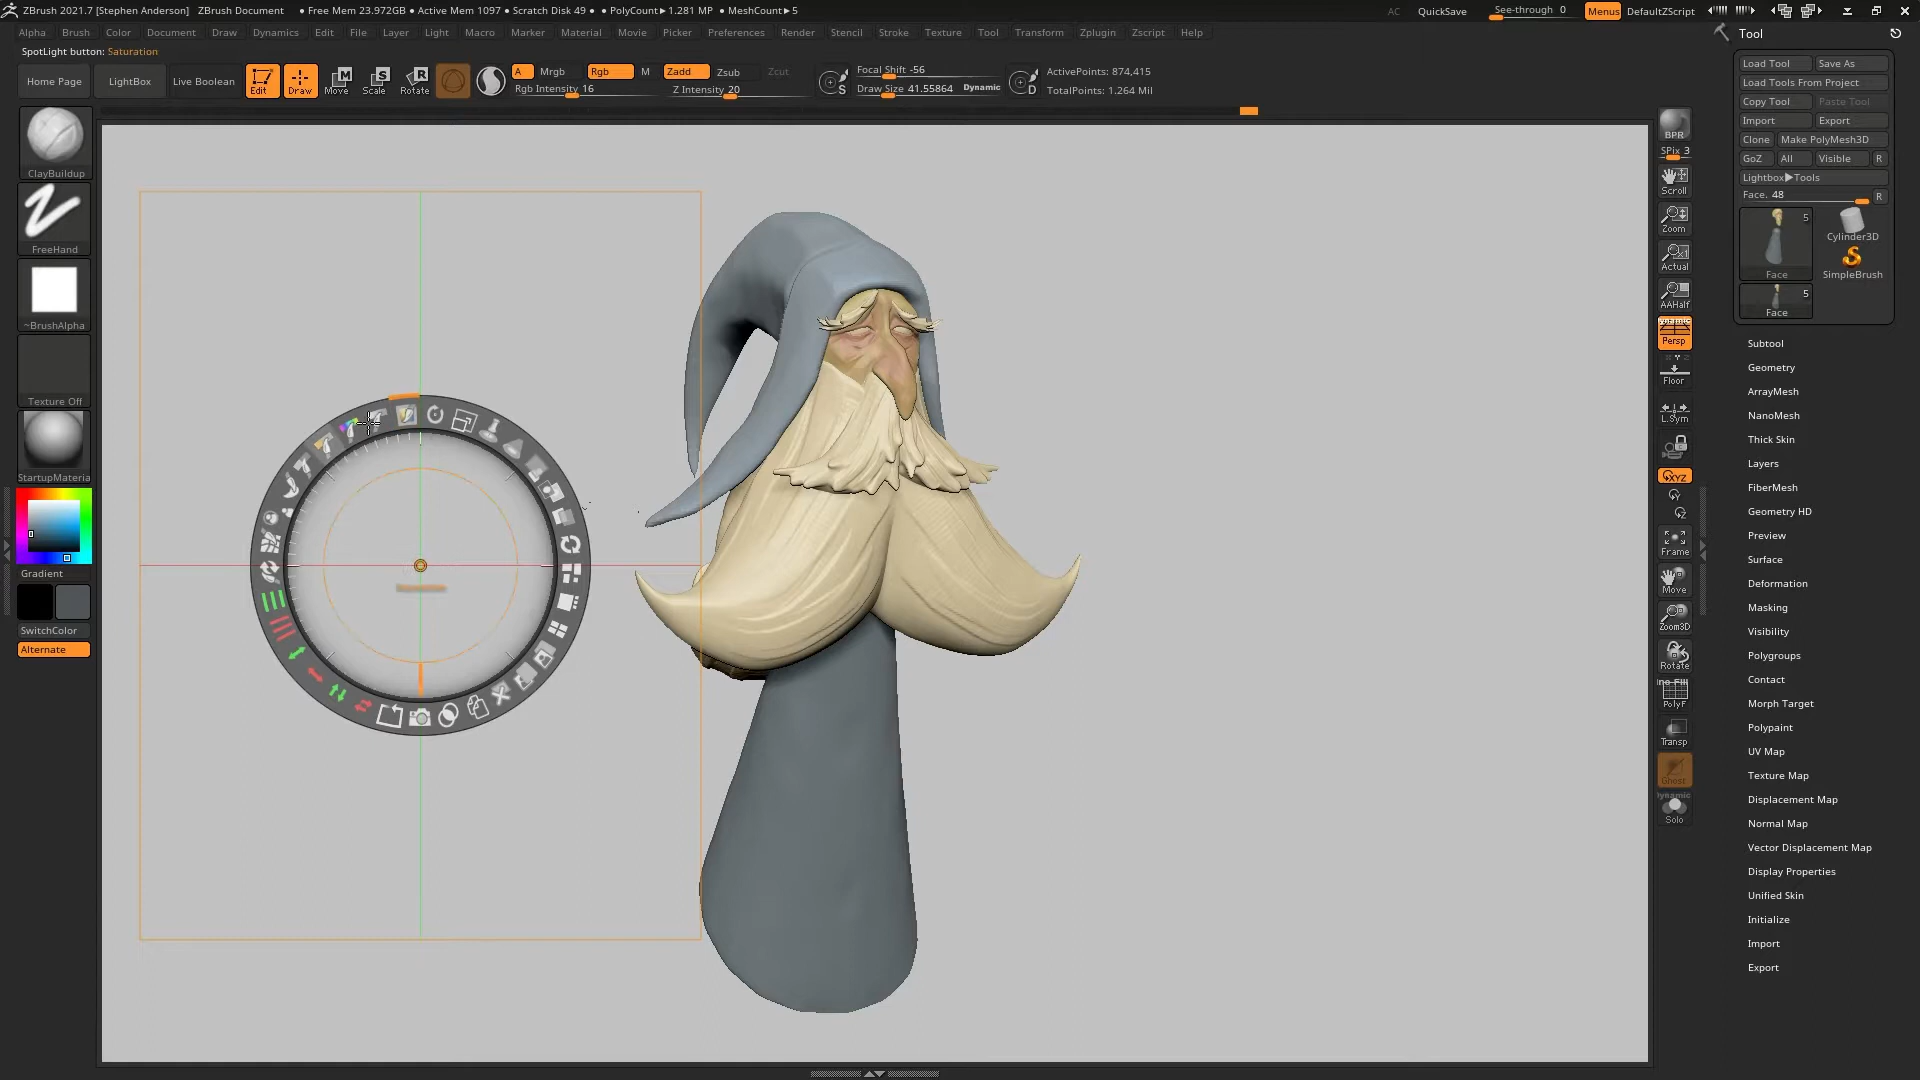 ZBrush 2021.7 [Stephen Anderson] ZBrush Document • Free Mem 23.972GB • Active Mem 1097 • Scratch Disk 49 • PolyCount►1.281 MP • MeshCount►5 AC QuickSave See-through 0 Menus DefaultZScript
Alpha Brush Color Document Draw Dynamics Edit File Layer Light Macro Marker Material Movie Picker Preferences Render Stencil Stroke Texture Tool Transform Zplugin Zscript Help
SpotLight button: Saturation
Home Page LightBox Live Boolean Edit Draw Move Scale Rotate
A Mrgb Rgb M Zadd Zsub Zcut
Rgb Intensity 16 Z Intensity 20
Focal Shift -56
Draw Size 41.55864 Dynamic
ActivePoints: 874,415
TotalPoints: 1.264 Mil
ClayBuildup
FreeHand
~BrushAlpha
Texture Off
StartupMateria
Gradient
SwitchColor
Alternate
BPR
SPix 3
Scroll
Zoom
Actual
AAHalf
Dynamic
Persp
Floor
L.Sym
XYZ
Frame
Move
Zoom3D
Rotate
PolyF
Transp
Ghost
Dynamic
Solo
Tool
Load Tool Save As
Load Tools From Project
Copy Tool Paste Tool
Import Export
Clone Make PolyMesh3D
GoZ All Visible R
Lightbox►Tools
Face. 48 R
5
Face
Cylinder3D
SimpleBrush
5
Face
Subtool
Geometry
ArrayMesh
NanoMesh
Thick Skin
Layers
FiberMesh
Geometry HD
Preview
Surface
Deformation
Masking
Visibility
Polygroups
Contact
Morph Target
Polypaint
UV Map
Texture Map
Displacement Map
Normal Map
Vector Displacement Map
Display Properties
Unified Skin
Initialize
Import
Export